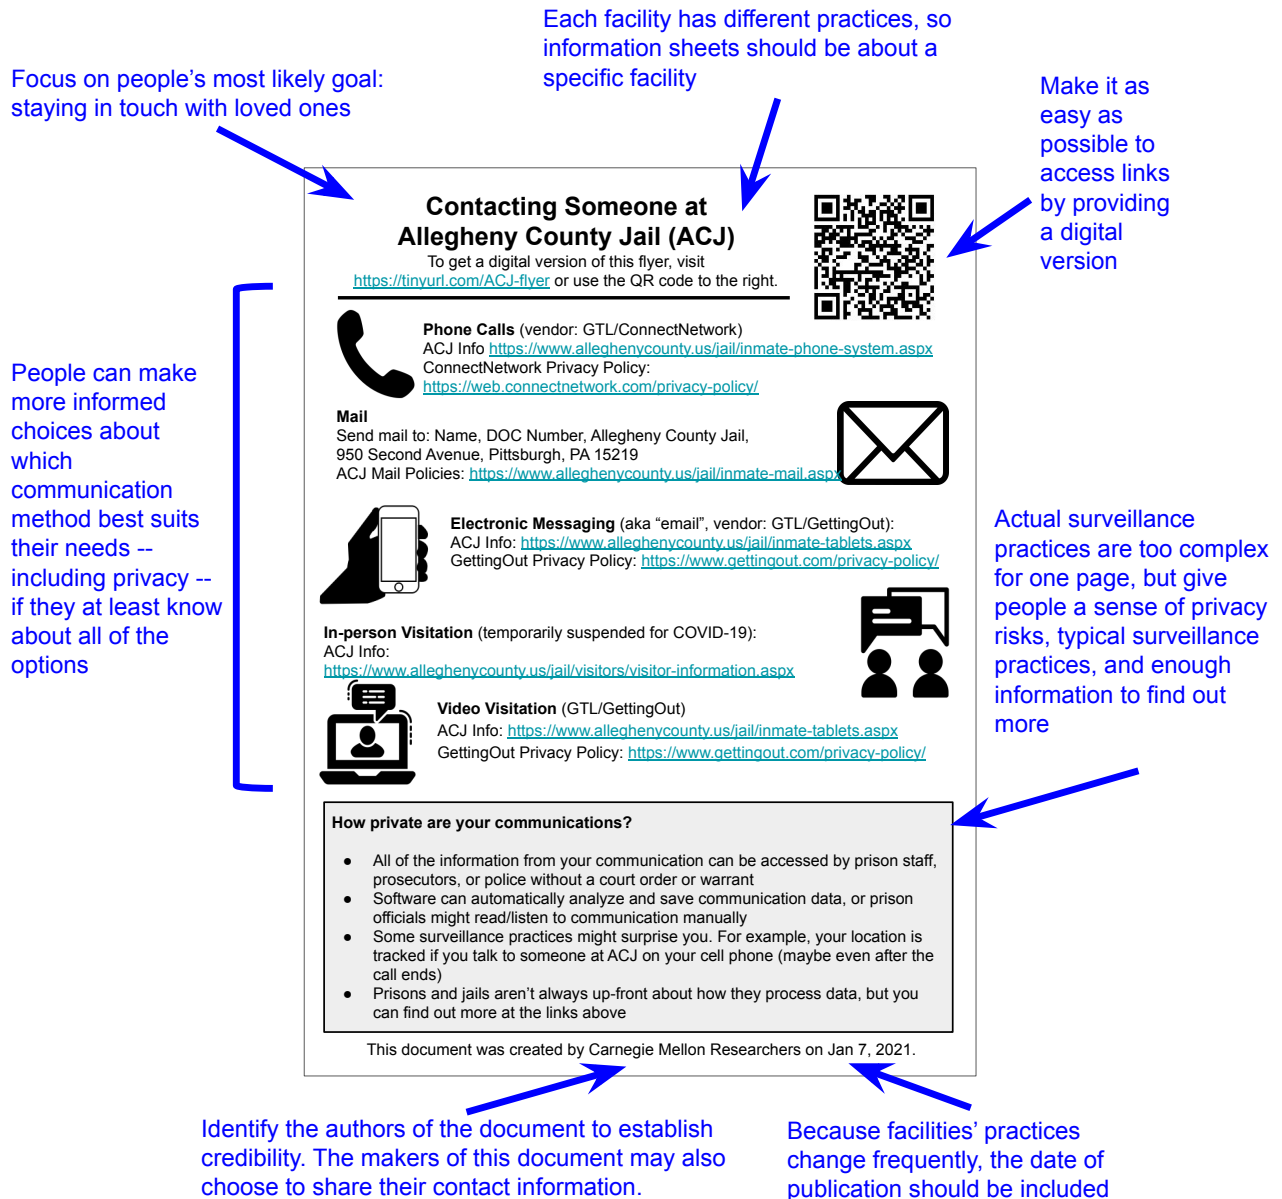 Each facility has different practices, so
information sheets should be about a
specific facility
Focus on people's most likely goal:
staying in touch with loved ones
Make it as
easy as
possible to
access links
by providing
a digital
version
Contacting Someone at
Allegheny County Jail (ACJ)
To get a digital version of this flyer, visit
https://tinyurl.com/ACJ-flyer or use the QR code to the right.
People can make
more informed
choices about
which
communication
method best suits
their needs --
including privacy --
if they at least know
about all of the
options
Phone Calls (vendor: GTL/ConnectNetwork)
ACJ Info https://www.alleghenycounty.us/jail/inmate-phone-system.aspx
ConnectNetwork Privacy Policy:
https://web.connectnetwork.com/privacy-policy/
Mail
Send mail to: Name, DOC Number, Allegheny County Jail,
950 Second Avenue, Pittsburgh, PA 15219
ACJ Mail Policies: https://www.alleghenycounty.us/jail/inmate-mail.aspx
Electronic Messaging (aka “email”, vendor: GTL/GettingOut):
ACJ Info: https://www.alleghenycounty.us/jail/inmate-tablets.aspx
GettingOut Privacy Policy: https://www.gettingout.com/privacy-policy/
In-person Visitation (temporarily suspended for COVID-19):
ACJ Info:
https://www.alleghenycounty.us/jail/visitors/visitor-information.aspx
Video Visitation (GTL/GettingOut)
ACJ Info: https://www.alleghenycounty.us/jail/inmate-tablets.aspx
GettingOut Privacy Policy: https://www.gettingout.com/privacy-policy/
Actual surveillance
practices are too complex
for one page, but give
people a sense of privacy
risks, typical surveillance
practices, and enough
information to find out
more
How private are your communications?
● All of the information from your communication can be accessed by prison staff,
prosecutors, or police without a court order or warrant
● Software can automatically analyze and save communication data, or prison
officials might read/listen to communication manually
● Some surveillance practices might surprise you. For example, your location is
tracked if you talk to someone at ACJ on your cell phone (maybe even after the
call ends)
● Prisons and jails aren't always up-front about how they process data, but you
can find out more at the links above
This document was created by Carnegie Mellon Researchers on Jan 7, 2021.
Identify the authors of the document to establish
credibility. The makers of this document may also
choose to share their contact information.
Because facilities' practices
change frequently, the date of
publication should be included